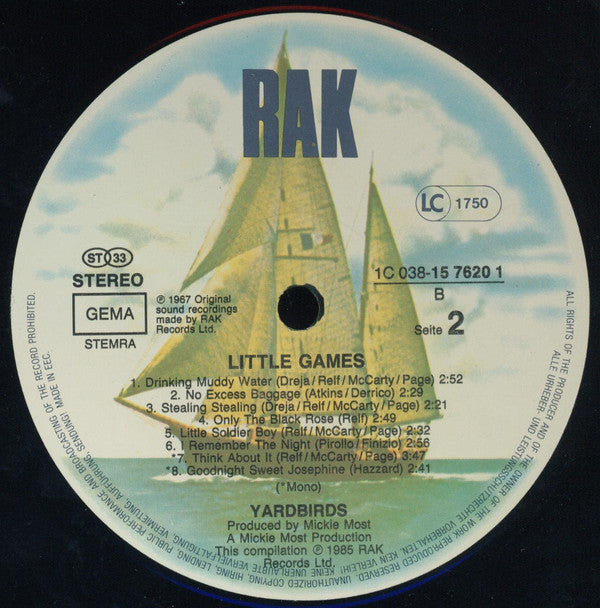 RAK
LC 1750
ST 33
STEREO
GEMA
STEMRA
℗ 1967 Original
sound recordings
made by RAK
Records Ltd.
1C 038-15 7620 1
B
Seite 2
LITTLE GAMES
1. Drinking Muddy Water (Dreja/Relf/McCarty/Page) 2:52
2. No Excess Baggage (Atkins/Derrico) 2:29
3. Stealing Stealing (Dreja/Relf/McCarty/Page) 2:21
4. Only The Black Rose (Relf) 2:49
5. Little Soldier Boy (Relf/McCarty/Page) 2:32
6. I Remember The Night (Pirollo/Finizio) 2:56
*7. Think About It (Relf/McCarty/Page) 3:47
*8. Goodnight Sweet Josephine (Hazzard) 2:41
(*Mono)
YARDBIRDS
Produced by Mickie Most
A Mickie Most Production
This compilation ℗ 1985 RAK
Records Ltd.
ALL RIGHTS OF THE PRODUCER AND OF THE OWNER OF THE WORK REPRODUCED RESERVED. UNAUTHORIZED COPYING, HIRING, LENDING, PUBLIC PERFORMANCE AND BROADCASTING OF THE RECORD PROHIBITED.
ALLE URHEBER- UND LEISTUNGSSCHUTZRECHTE VORBEHALTEN. KEIN VERLEIH! KEINE UNERLAUBTE VERVIELFÄLTIGUNG, VERMIETUNG, AUFFÜHRUNG, SENDUNG! MADE IN EEC.